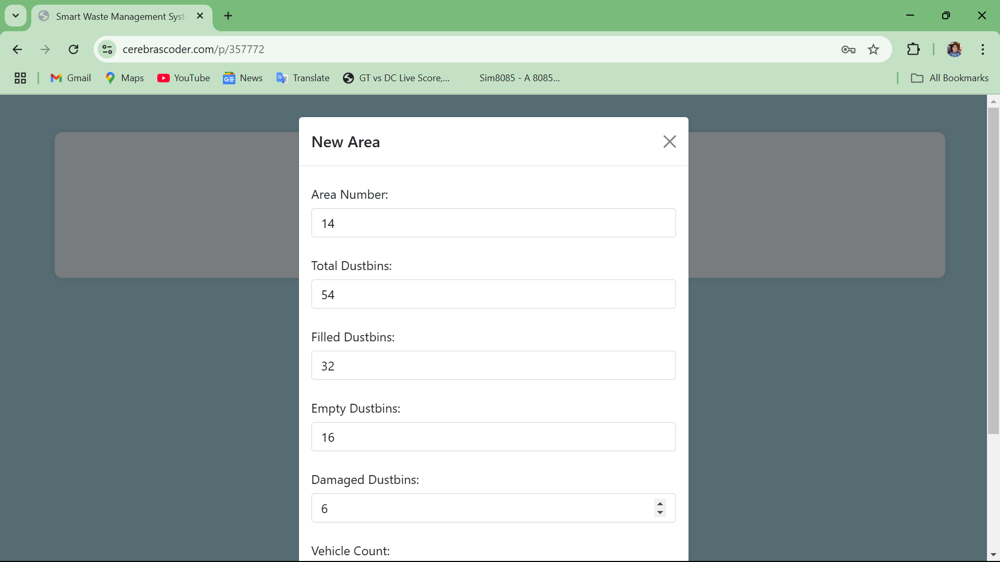 Smart Waste Management Syst
cerebrascoder.com/p/357772
Gmail Maps YouTube News Translate GT vs DC Live Score,... Sim8085 - A 8085... All Bookmarks
New Area
Area Number:
14
Total Dustbins:
54
Filled Dustbins:
32
Empty Dustbins:
16
Damaged Dustbins:
6
Vehicle Count: